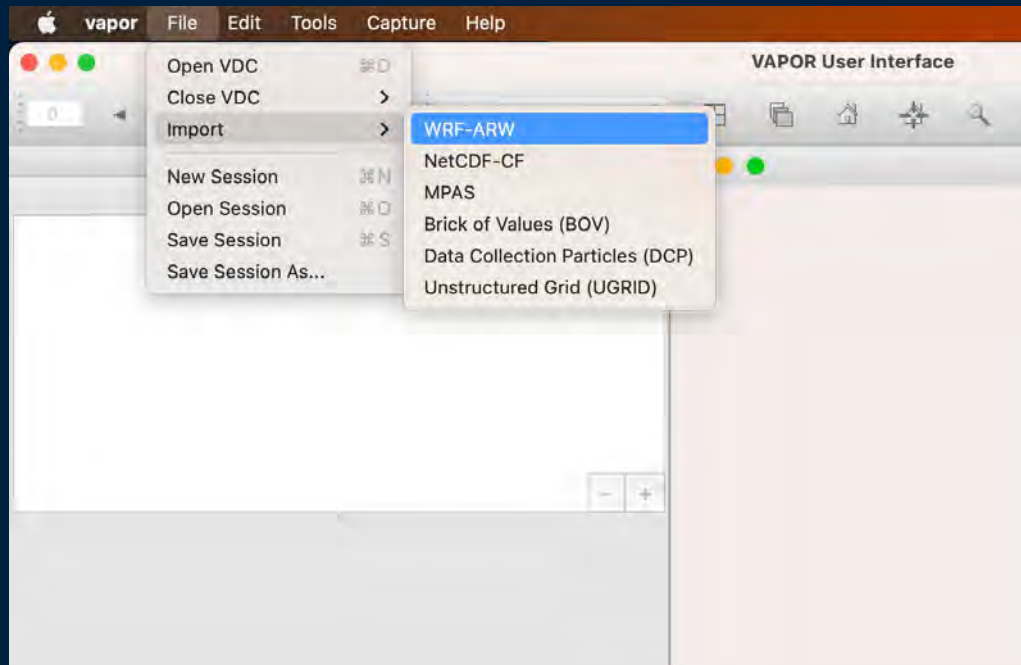 vapor File Edit Tools Capture Help
VAPOR User Interface
0
Open VDC ⌘D
Close VDC >
Import >
New Session ⌘N
Open Session ⌘O
Save Session ⌘S
Save Session As...
WRF-ARW
NetCDF-CF
MPAS
Brick of Values (BOV)
Data Collection Particles (DCP)
Unstructured Grid (UGRID)
- +